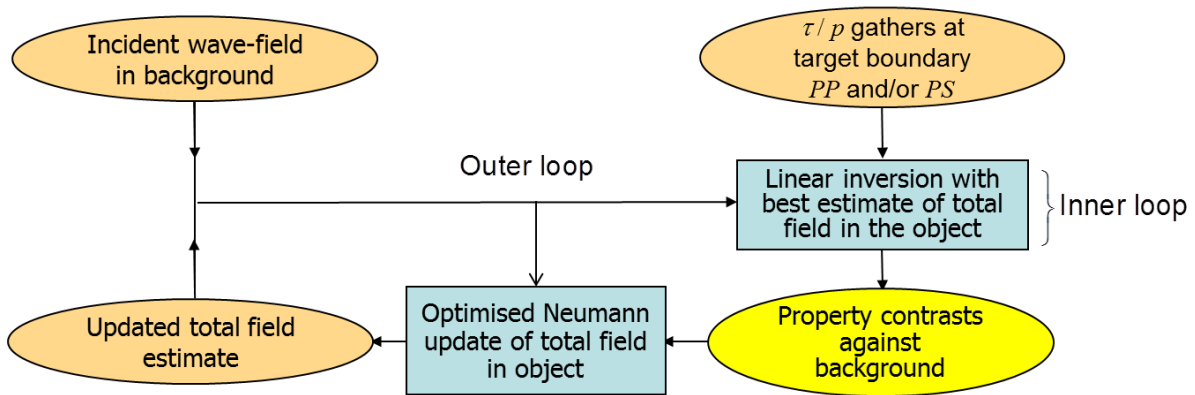 Incident wave-field
in background
τ / p gathers at
target boundary
PP and/or PS
Outer loop
Linear inversion with
best estimate of total
field in the object
Inner loop
Updated total field
estimate
Optimised Neumann
update of total field
in object
Property contrasts
against
background